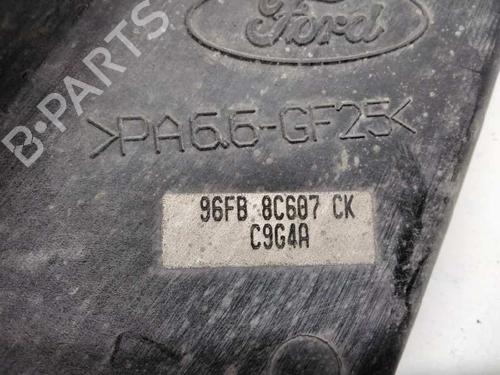 Ford
>PA6.6-GF25<
96FB 8C607 CK
C9G4A
B-PARTS